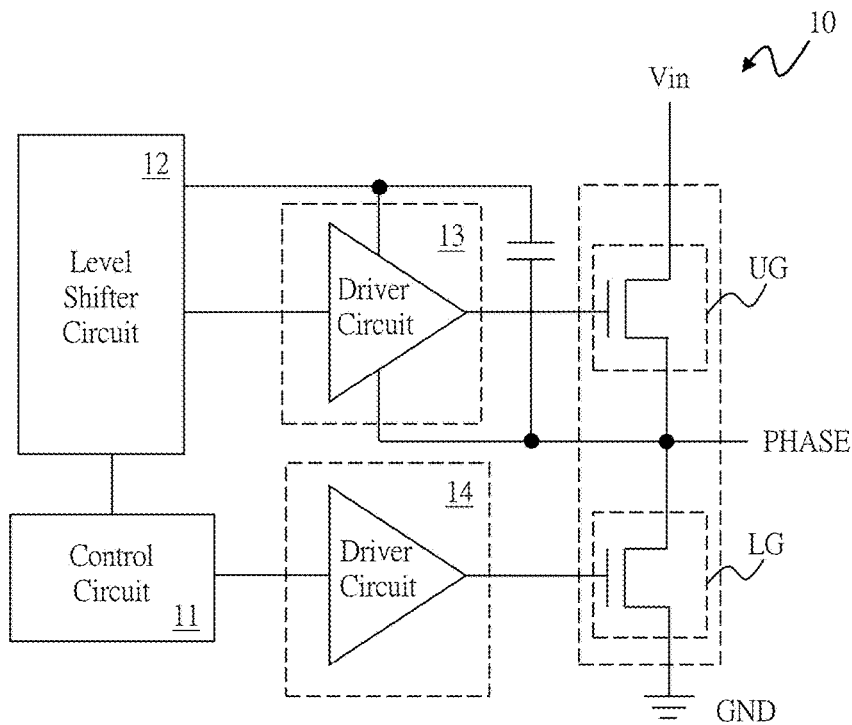 10
Vin
12
Level
Shifter
Circuit
13
Driver
Circuit
UG
PHASE
14
Driver
Circuit
LG
Control
Circuit
11
GND